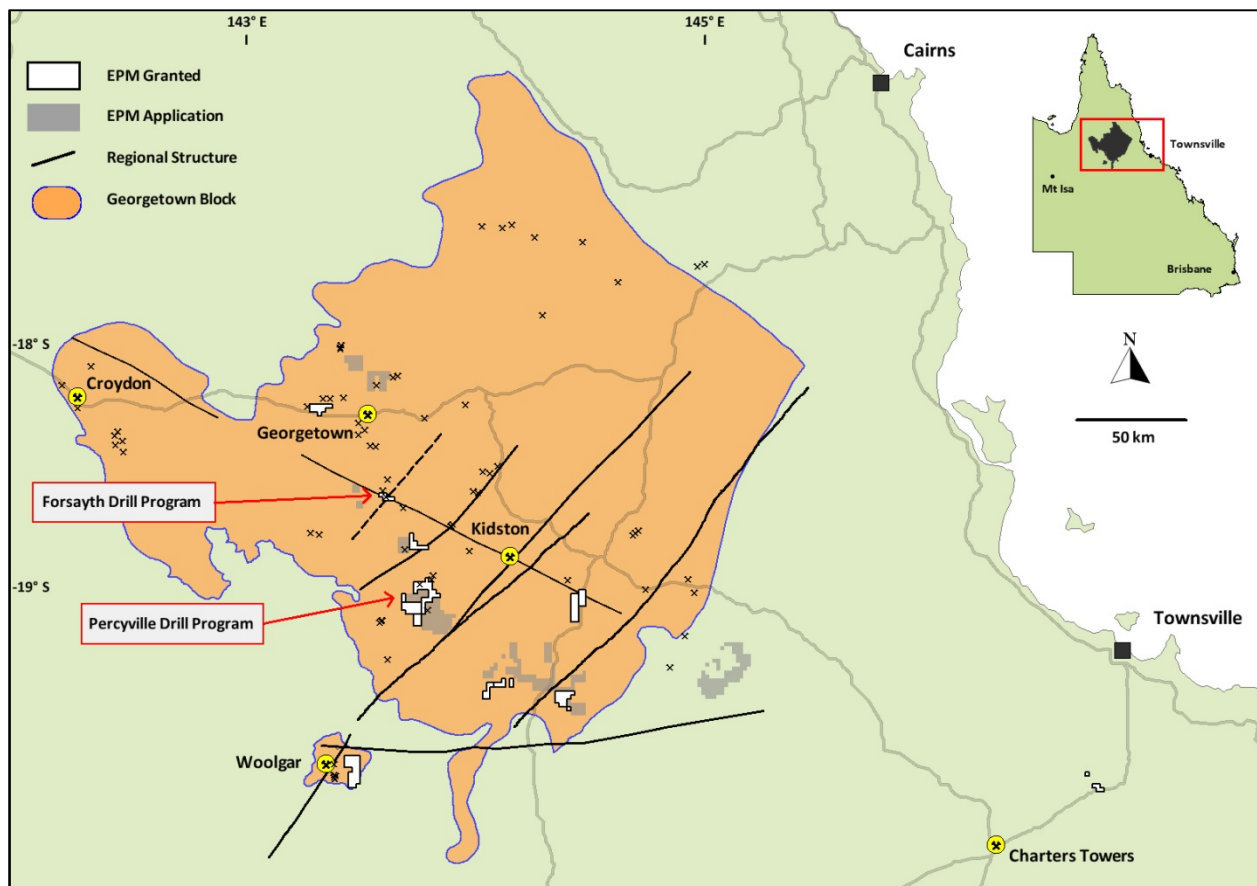 143° E
145° E
EPM Granted
EPM Application
Regional Structure
Georgetown Block
Cairns
Townsville
Mt Isa
Brisbane
N
50 km
-18° S
Croydon
Georgetown
Forsayth Drill Program
Kidston
-19° S
Percyville Drill Program
Townsville
Woolgar
Charters Towers